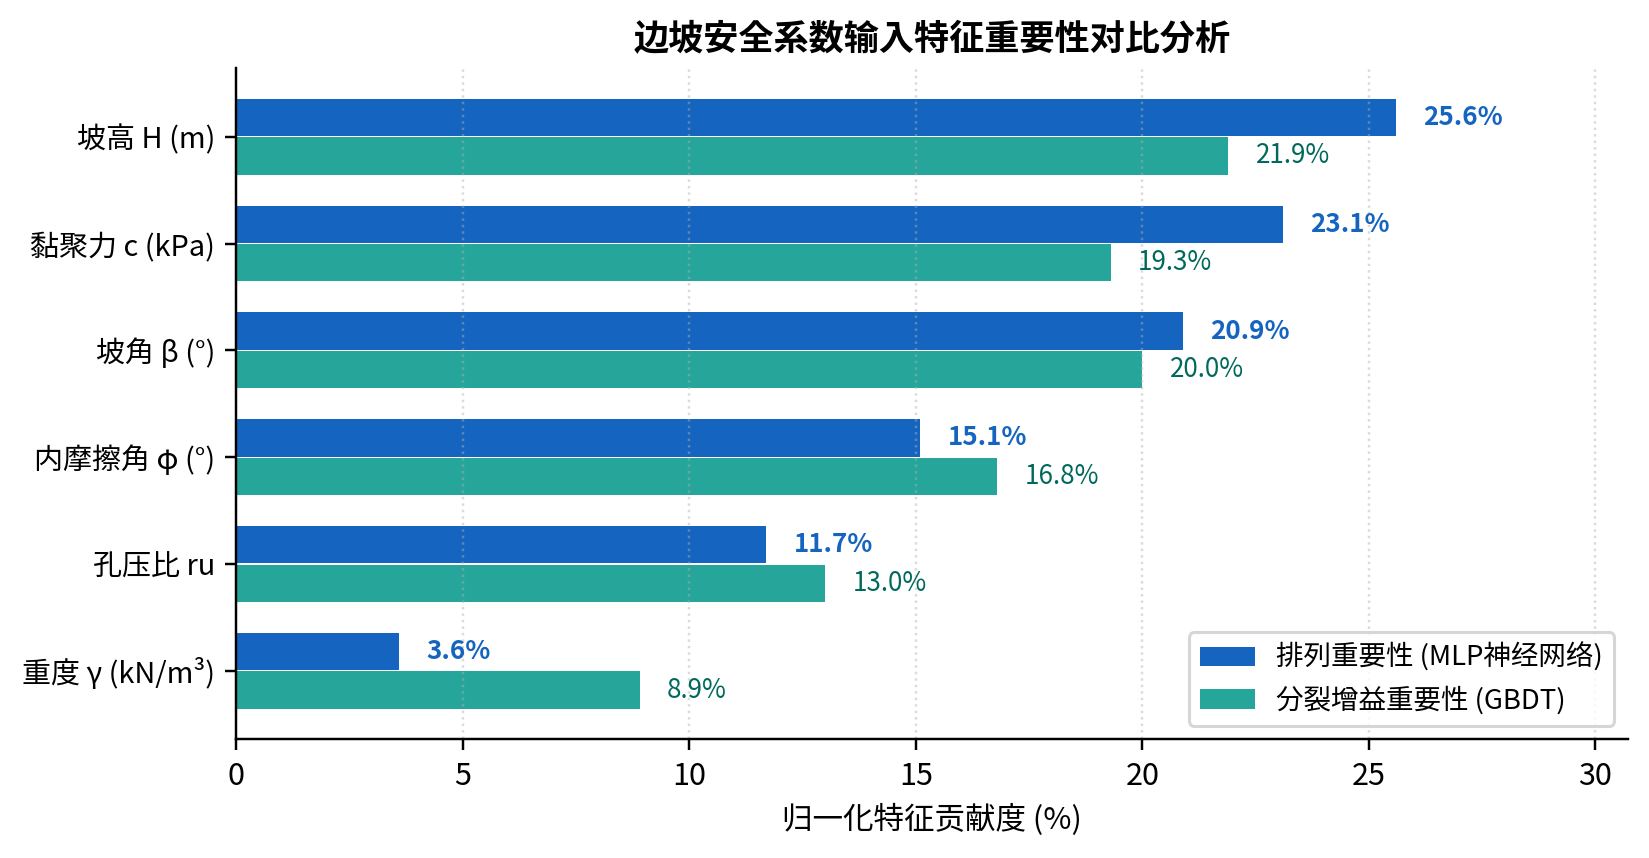 边坡安全系数输入特征重要性对比分析
坡高 H (m)
25.6%
21.9%
黏聚力 c (kPa)
23.1%
19.3%
坡角 β (°)
20.9%
20.0%
内摩擦角 φ (°)
15.1%
16.8%
孔压比 ru
11.7%
13.0%
重度 γ (kN/m³)
3.6%
8.9%
排列重要性 (MLP神经网络)
分裂增益重要性 (GBDT)
0 5 10 15 20 25 30
归一化特征贡献度 (%)